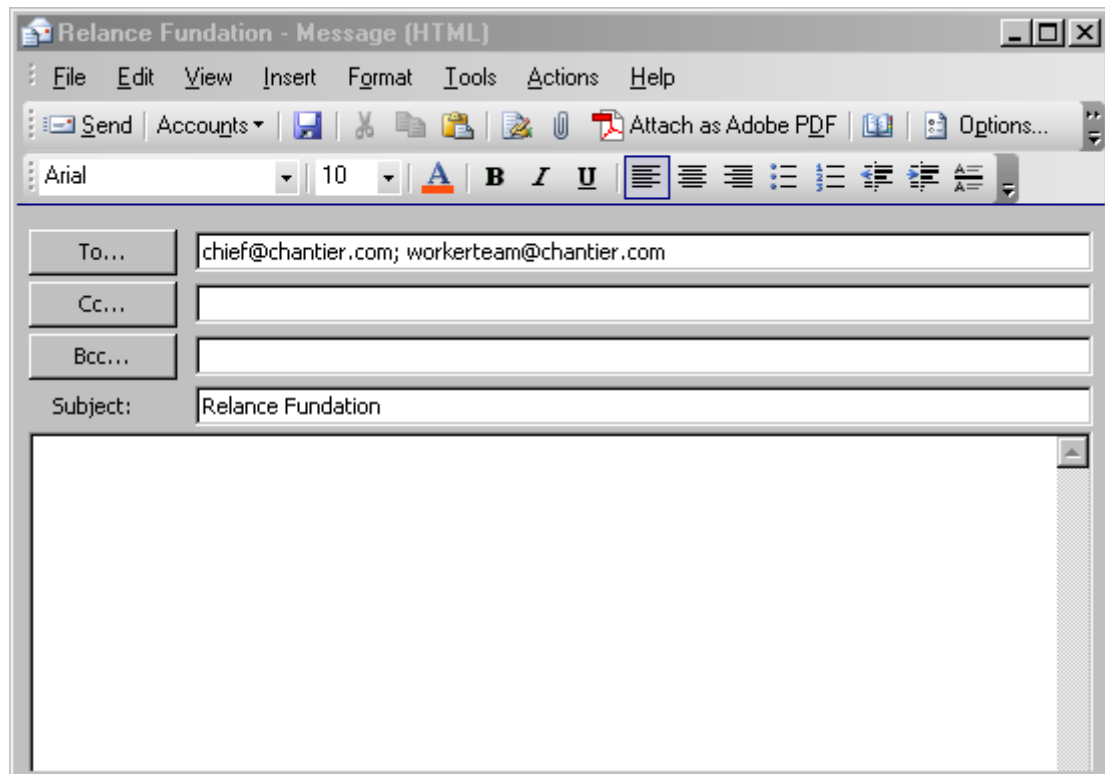 Relance Fundation - Message (HTML)
File Edit View Insert Format Tools Actions Help
Send Accounts Attach as Adobe PDF Options...
Arial 10 A B I U
To... chief@chantier.com; workerteam@chantier.com
Cc...
Bcc...
Subject: Relance Fundation